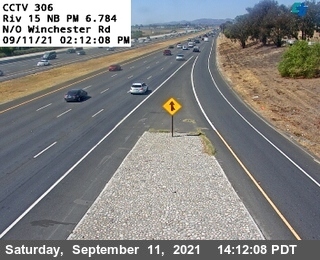 CCTV 306
Riv 15 NB PM 6.784
N/O Winchester Rd
09/11/21 02:12:08 PM
Saturday, September 11, 2021 14:12:08 PDT